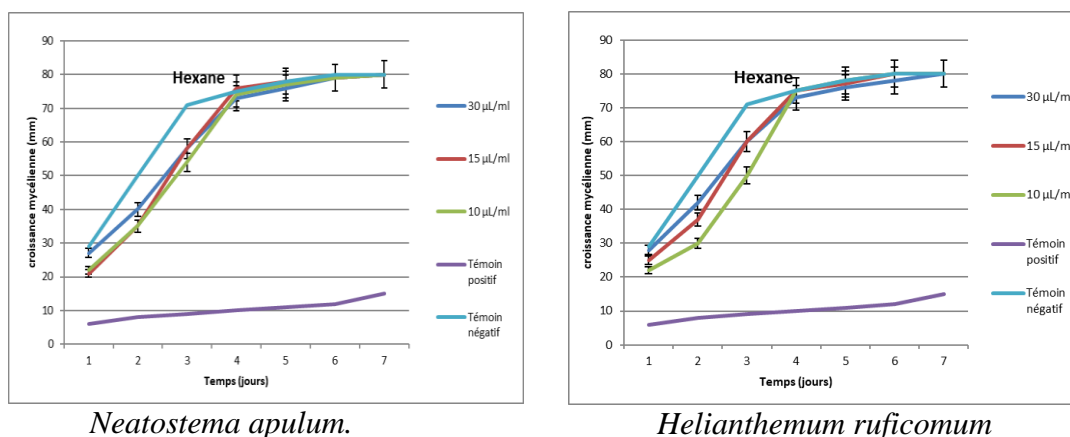 Hexane
croissance mycélienne (mm)
90
80
70
60
50
40
30
20
10
0
1 2 3 4 5 6 7
Temps (jours)
30 µL/ml
15 µL/ml
10 µL/ml
Témoin
positif
Témoin
négatif
Neatostema apulum.
Hexane
croissance mycélienne (mm)
90
80
70
60
50
40
30
20
10
0
1 2 3 4 5 6 7
Temps (jours)
30 µL/ml
15 µL/ml
10 µL/ml
Témoin
positif
Témoin
négatif
Helianthemum ruficomum